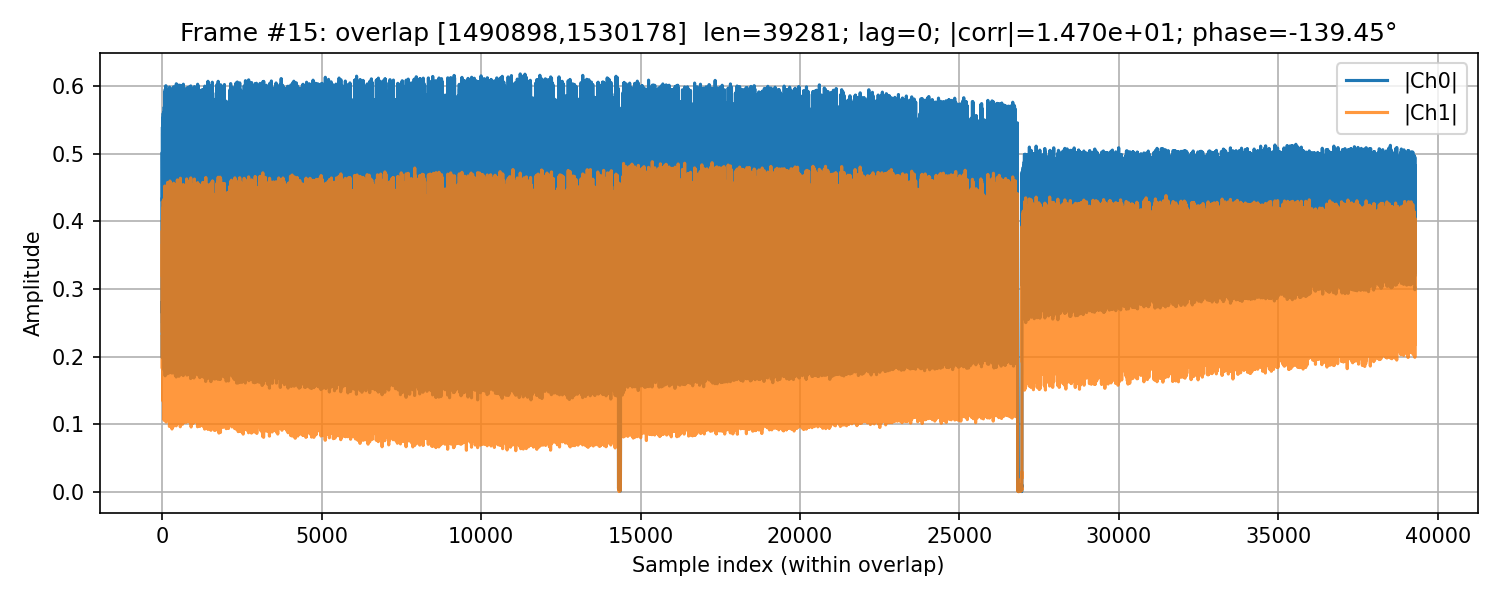 Frame #15: overlap [1490898,1530178]  len=39281; lag=0; |corr|=1.470e+01; phase=-139.45°
|Ch0|
|Ch1|
0.6
0.5
0.4
0.3
0.2
0.1
0.0
Amplitude
0 5000 10000 15000 20000 25000 30000 35000 40000
Sample index (within overlap)